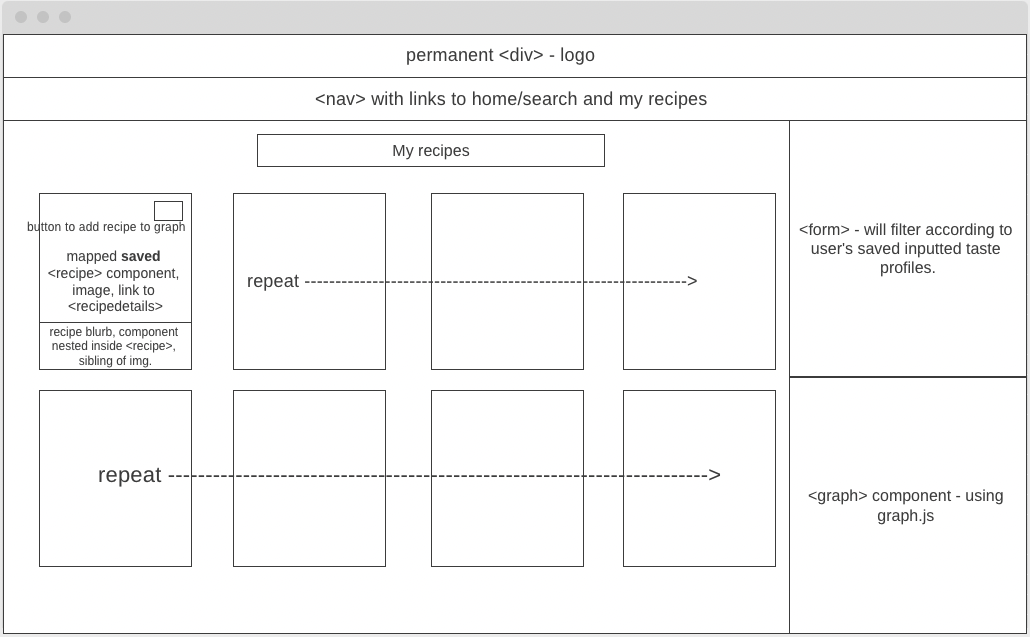 permanent <div> - logo
<nav> with links to home/search and my recipes
My recipes
button to add recipe to graph
mapped saved
<recipe> component,
image, link to
<recipedetails>
recipe blurb, component
nested inside <recipe>,
sibling of img.
repeat ---------------------------------------------------------------->
repeat ------------------------------------------------------------------------>
<form> - will filter according to
user's saved inputted taste
profiles.
<graph> component - using
graph.js